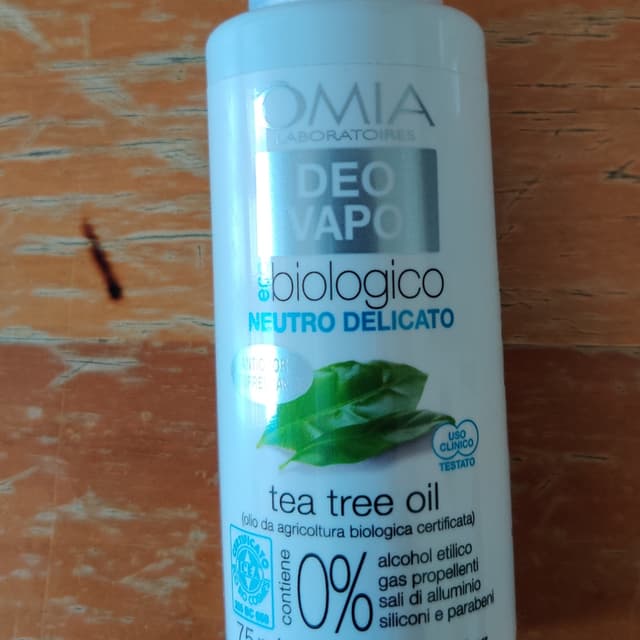 OMIA
LABORATOIRES
DEO
VAPO
eco
biologico
NEUTRO DELICATO
USO
CLINICO
TESTATO
tea tree oil
(olio da agricoltura biologica certificata)
contiene
0%
alcohol etilico
gas propellenti
sali di alluminio
siliconi e parabeni